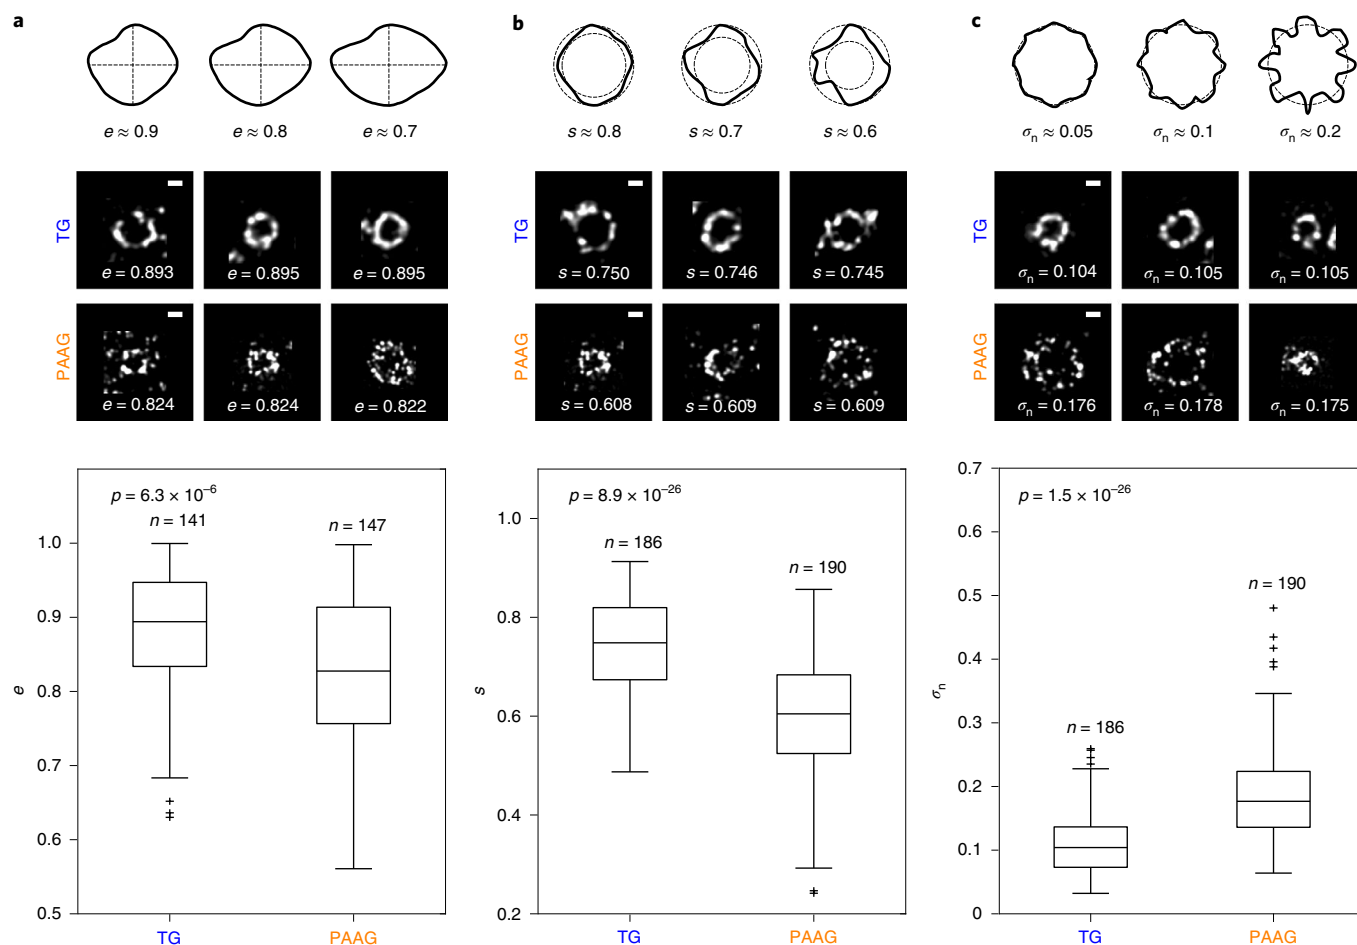 a
e ≈ 0.9 e ≈ 0.8 e ≈ 0.7
TG
e = 0.893 e = 0.895 e = 0.895
PAAG
e = 0.824 e = 0.824 e = 0.822
p = 6.3 × 10⁻⁶
n = 141 n = 147
1.0
0.9
0.8
0.7
0.6
0.5
e
TG PAAG
b
s ≈ 0.8 s ≈ 0.7 s ≈ 0.6
TG
s = 0.750 s = 0.746 s = 0.745
PAAG
s = 0.608 s = 0.609 s = 0.609
p = 8.9 × 10⁻²⁶
n = 186
n = 190
1.0
0.8
0.6
0.4
0.2
s
TG PAAG
c
σₙ ≈ 0.05 σₙ ≈ 0.1 σₙ ≈ 0.2
TG
σₙ = 0.104 σₙ = 0.105 σₙ = 0.105
PAAG
σₙ = 0.176 σₙ = 0.178 σₙ = 0.175
p = 1.5 × 10⁻²⁶
n = 190
n = 186
0.7
0.6
0.5
0.4
0.3
0.2
0.1
0
σₙ
TG PAAG